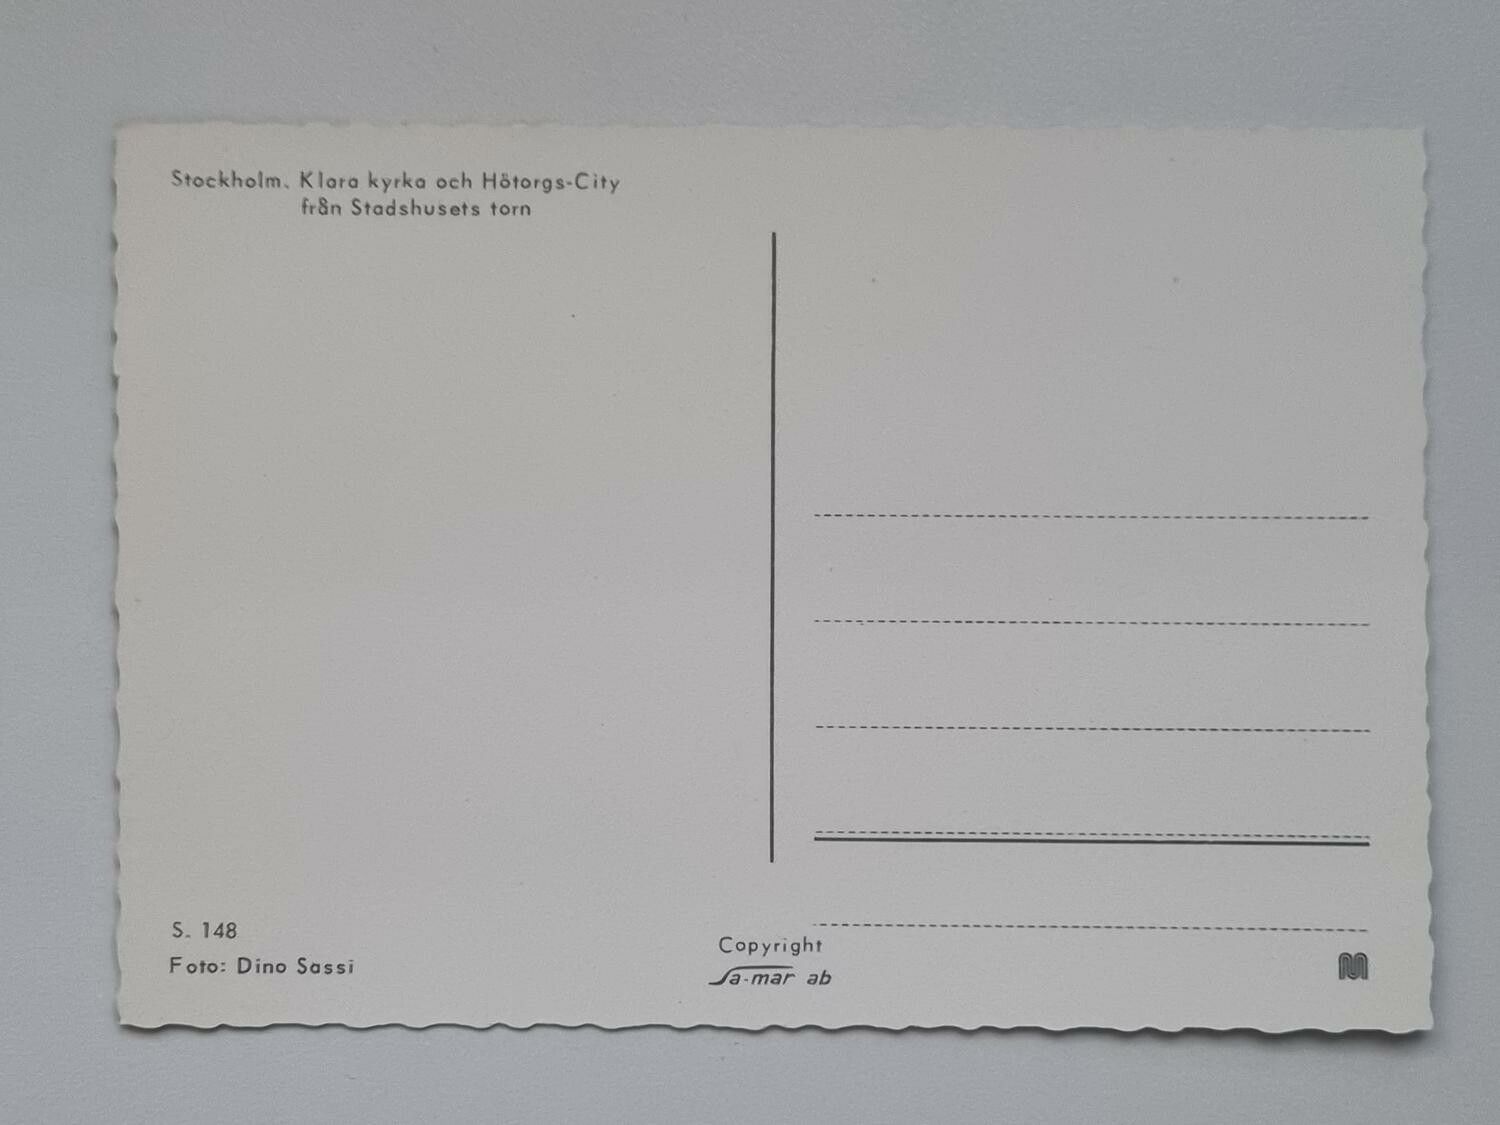 Stockholm. Klara kyrka och Hötorgs-City
från Stadshusets torn
S. 148
Foto: Dino Sassi
Copyright
Sa-mar ab
M